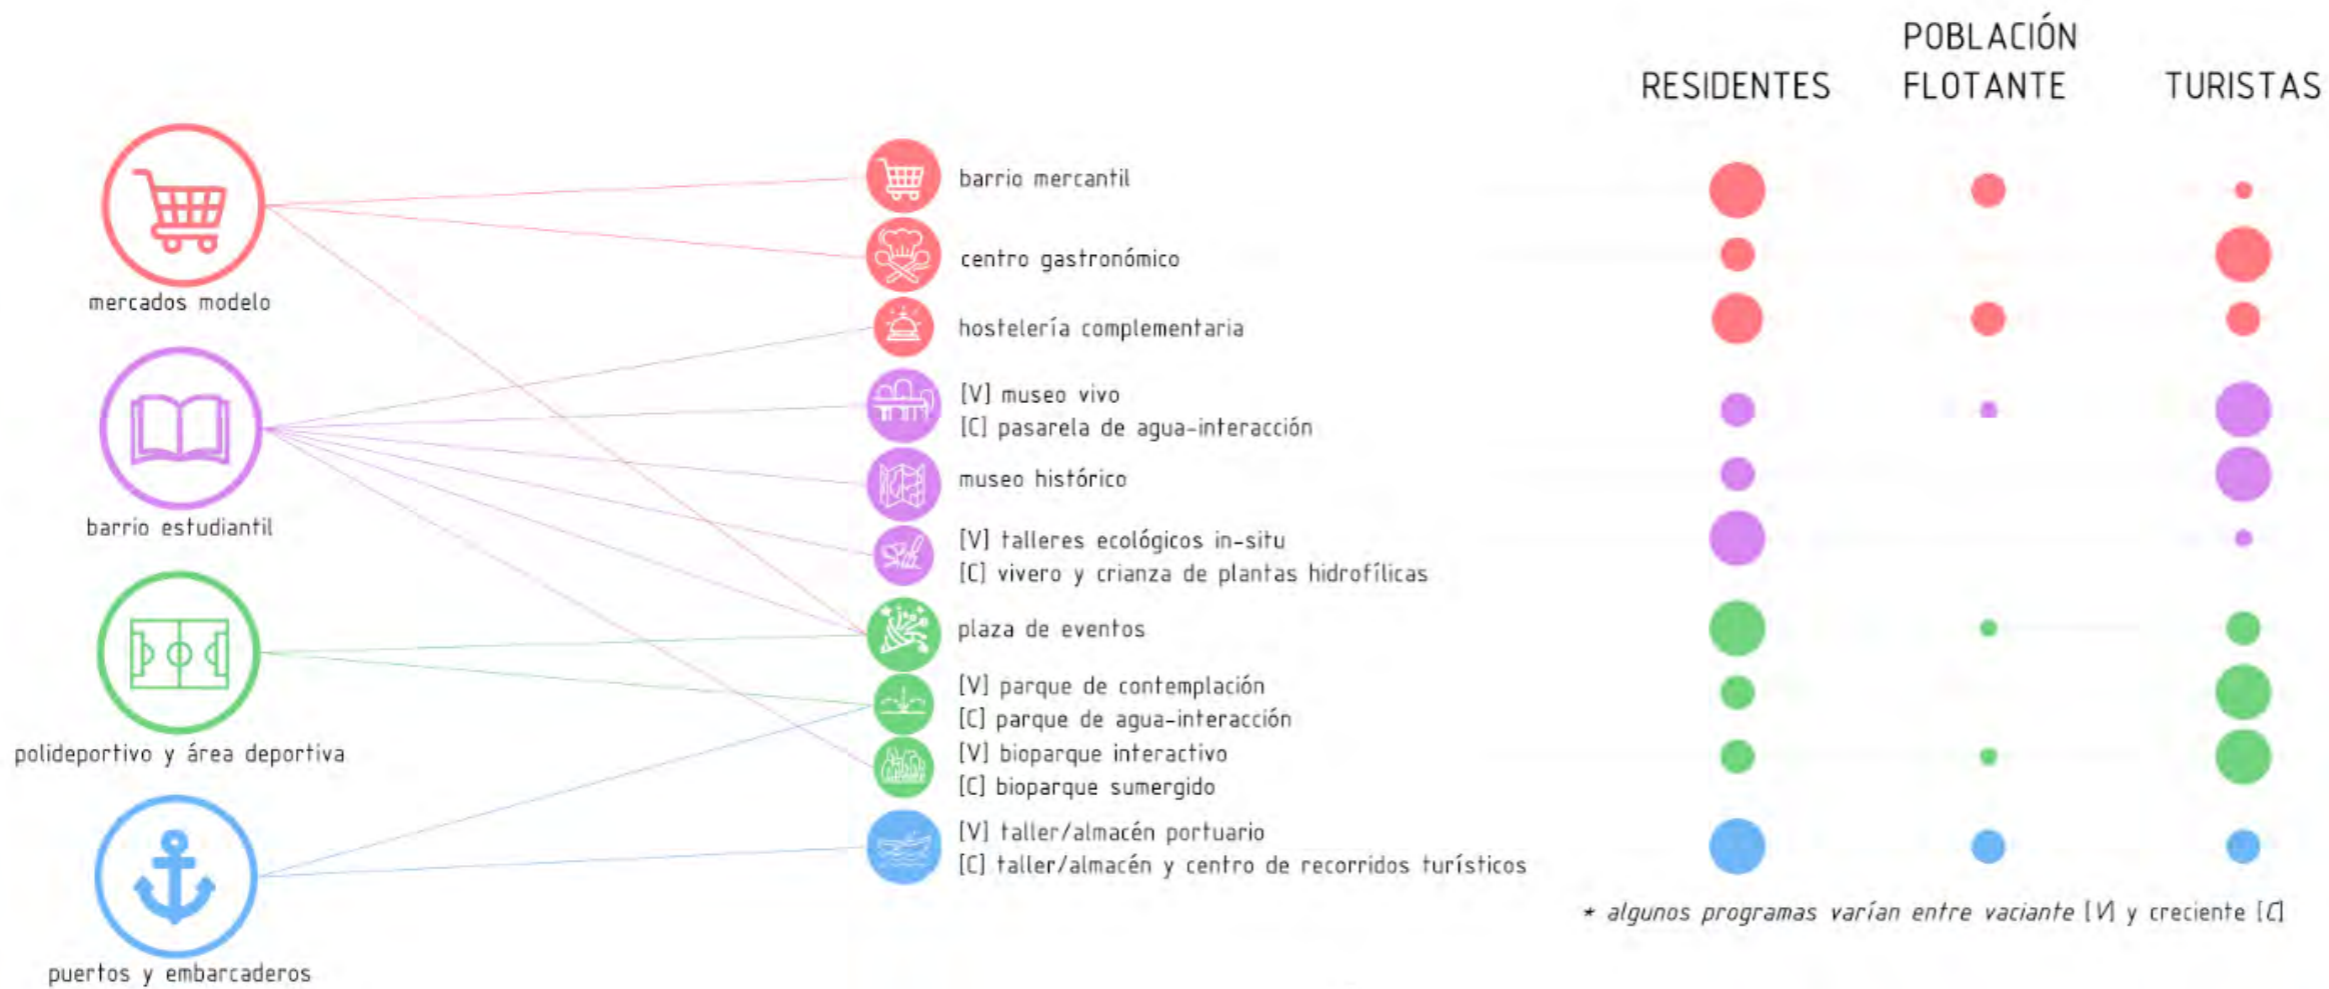 POBLACIÓN
RESIDENTES FLOTANTE TURISTAS
mercados modelo
barrio estudiantil
polideportivo y área deportiva
puertos y embarcaderos
barrio mercantil
centro gastronómico
hostelería complementaria
[V] museo vivo
[C] pasarela de agua-interacción
museo histórico
[V] talleres ecológicos in-situ
[C] vivero y crianza de plantas hidrofílicas
plaza de eventos
[V] parque de contemplación
[C] parque de agua-interacción
[V] bioparque interactivo
[C] bioparque sumergido
[V] taller/almacén portuario
[C] taller/almacén y centro de recorridos turísticos
* algunos programas varían entre vaciante [V] y creciente [C]